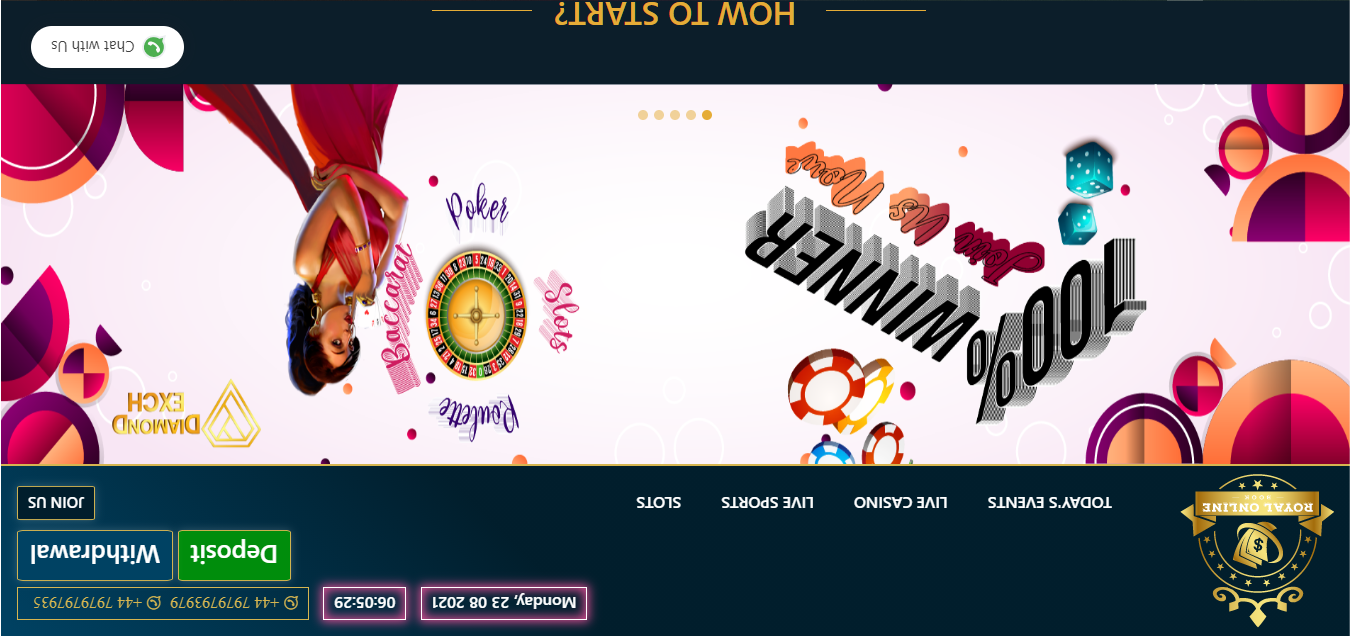 Monday, 23 08 2021 06:05:29 +44 7979793979 +44 7979797935
Deposit Withdrawal
ROYAL ONLINE
BOOK
TODAY'S EVENTS LIVE CASINO LIVE SPORTS SLOTS JOIN US
DIAMOND
EXCH
100%
WINNER
Join Us Now
Roulette
Slots
Baccarat
Poker
Chat with Us
HOW TO START?